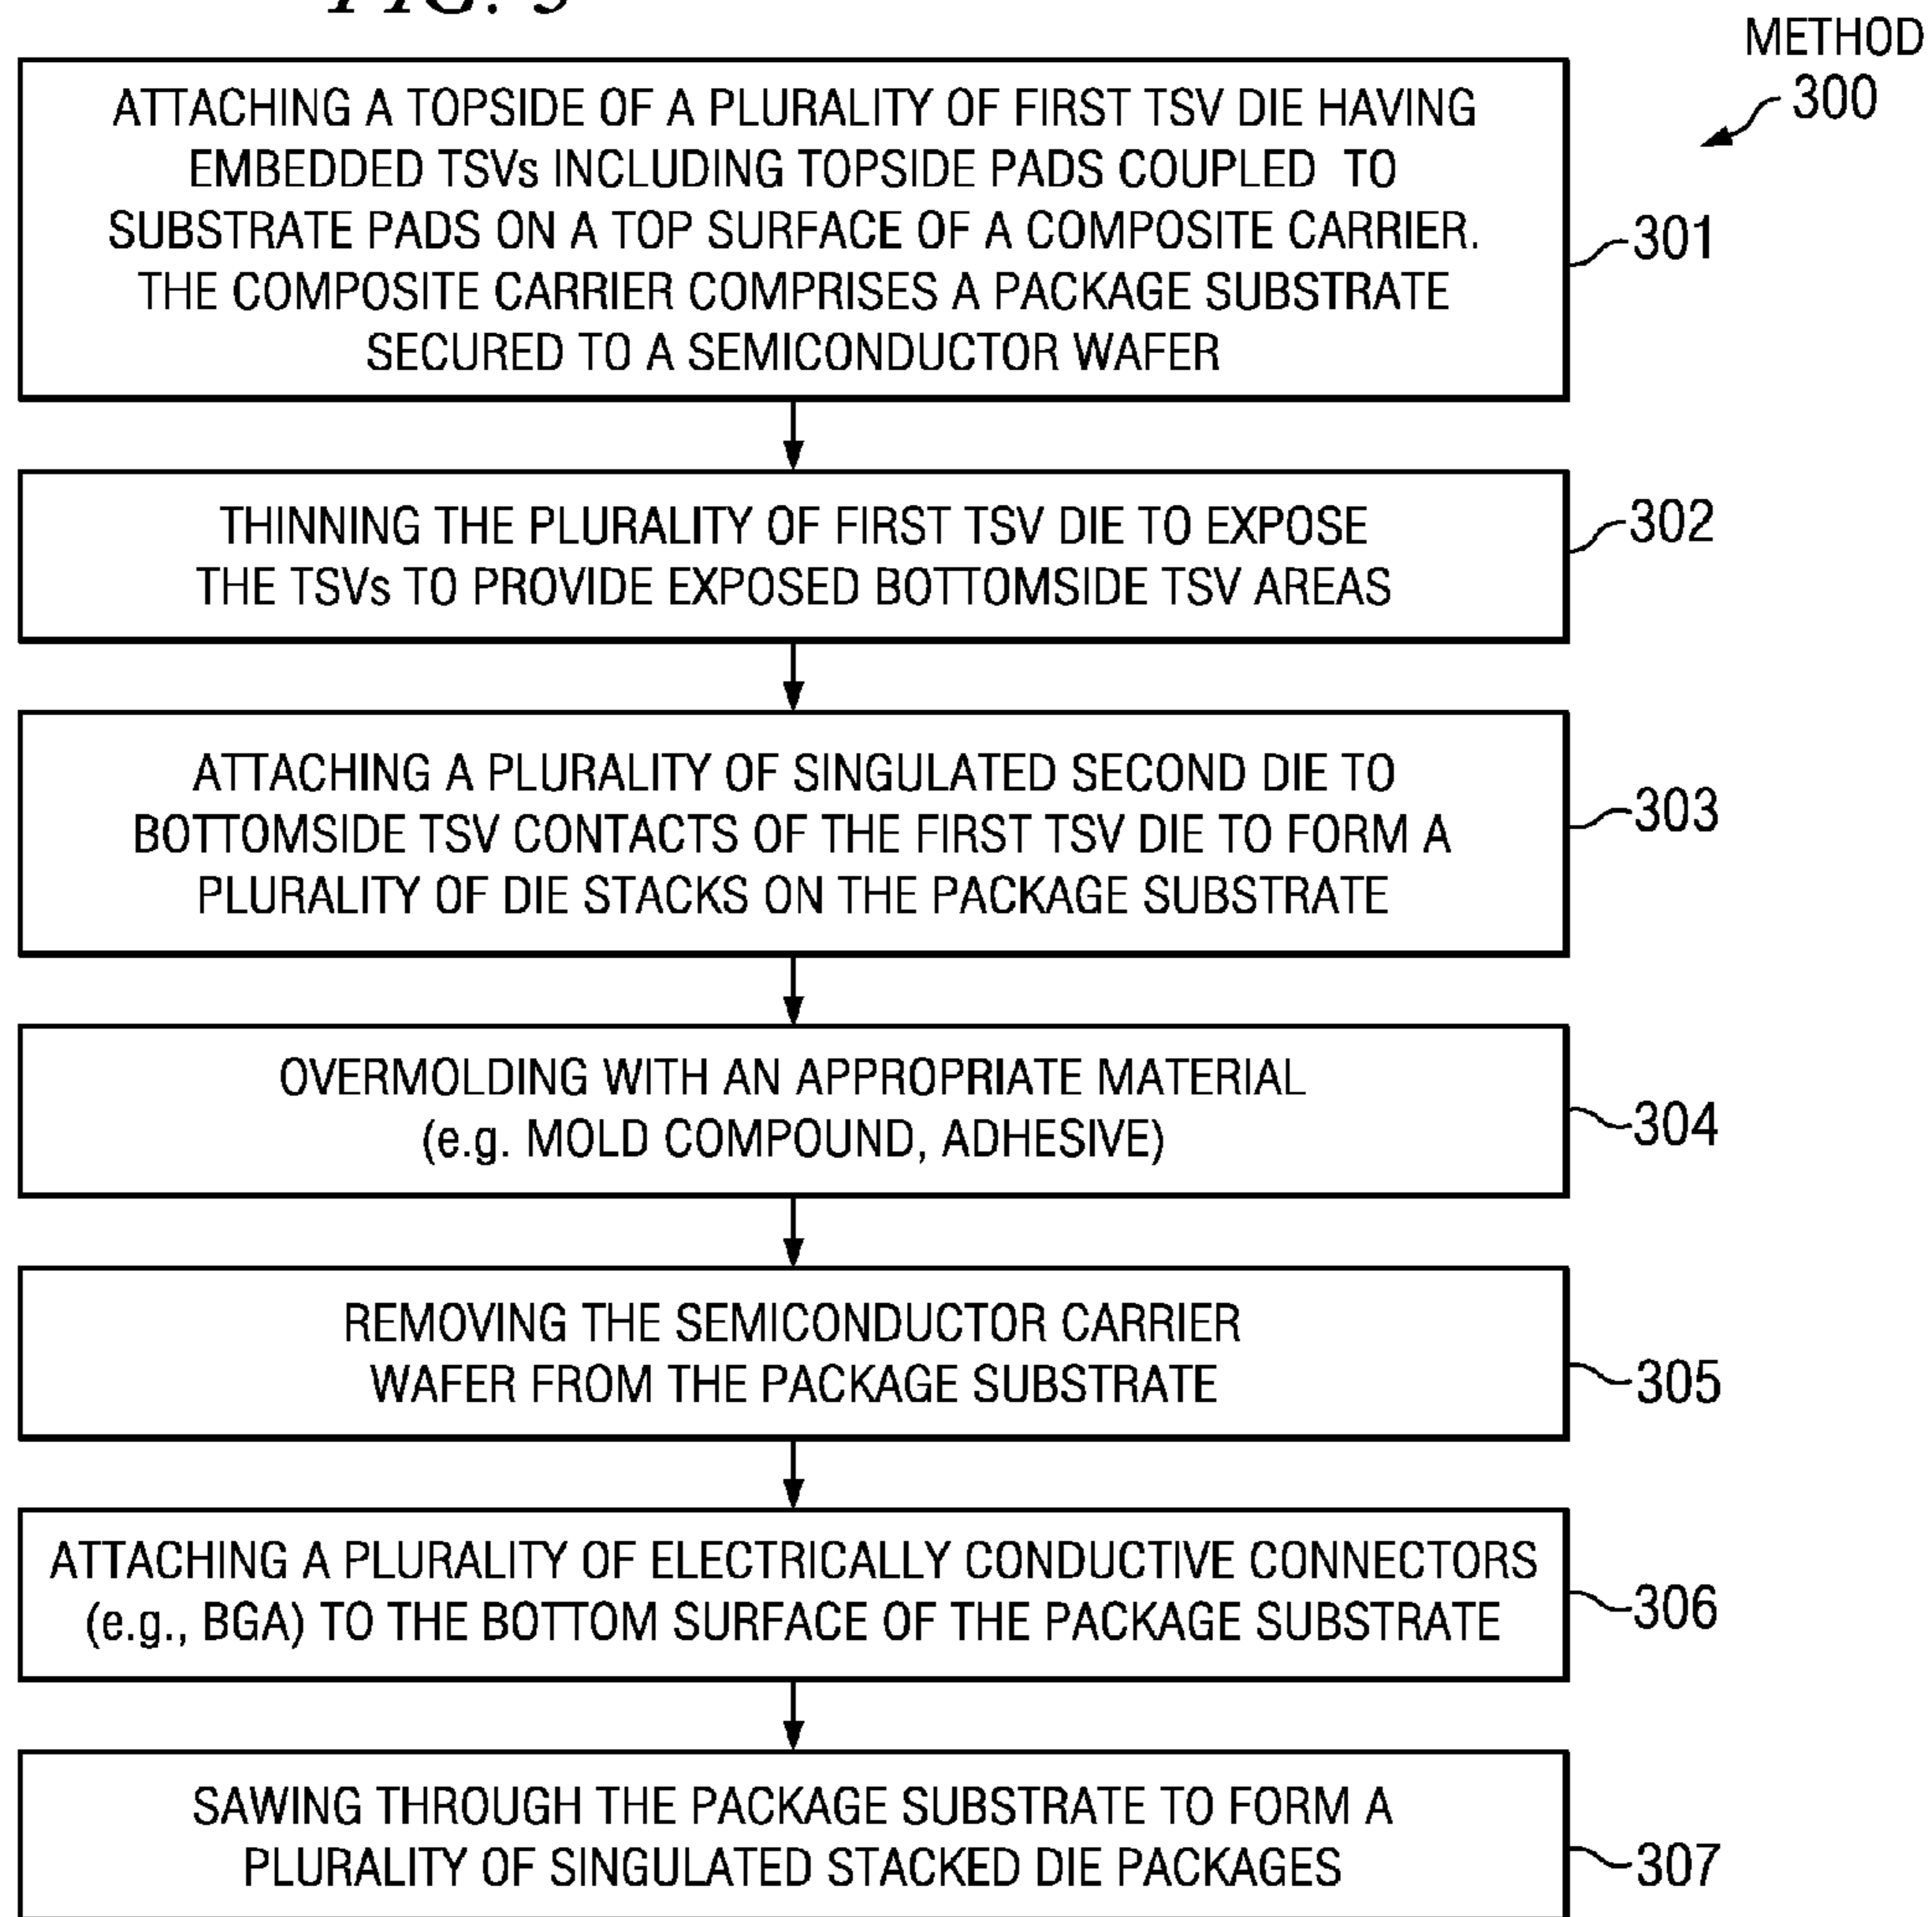 FIG. 3
METHOD
300
ATTACHING A TOPSIDE OF A PLURALITY OF FIRST TSV DIE HAVING
EMBEDDED TSVs INCLUDING TOPSIDE PADS COUPLED TO
SUBSTRATE PADS ON A TOP SURFACE OF A COMPOSITE CARRIER.
THE COMPOSITE CARRIER COMPRISES A PACKAGE SUBSTRATE
SECURED TO A SEMICONDUCTOR WAFER
301
THINNING THE PLURALITY OF FIRST TSV DIE TO EXPOSE
THE TSVs TO PROVIDE EXPOSED BOTTOMSIDE TSV AREAS
302
ATTACHING A PLURALITY OF SINGULATED SECOND DIE TO
BOTTOMSIDE TSV CONTACTS OF THE FIRST TSV DIE TO FORM A
PLURALITY OF DIE STACKS ON THE PACKAGE SUBSTRATE
303
OVERMOLDING WITH AN APPROPRIATE MATERIAL
(e.g. MOLD COMPOUND, ADHESIVE)
304
REMOVING THE SEMICONDUCTOR CARRIER
WAFER FROM THE PACKAGE SUBSTRATE
305
ATTACHING A PLURALITY OF ELECTRICALLY CONDUCTIVE CONNECTORS
(e.g., BGA) TO THE BOTTOM SURFACE OF THE PACKAGE SUBSTRATE
306
SAWING THROUGH THE PACKAGE SUBSTRATE TO FORM A
PLURALITY OF SINGULATED STACKED DIE PACKAGES
307